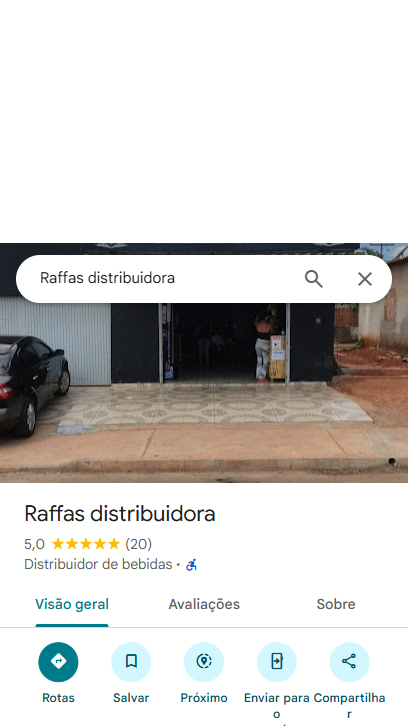 Raffas distribuidora
Raffas distribuidora
5,0 (20)
Distribuidor de bebidas ·
Visão geral Avaliações Sobre
Rotas Salvar Próximo Enviar para o Compartilhar